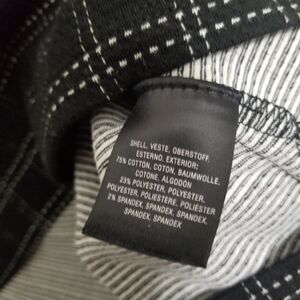 SHELL, VESTE, OBERSTOFF,
ESTERNO, EXTERIOR:
75% COTTON, COTON, BAUMWOLLE,
COTONE, ALGODÓN
23% POLYESTER, POLYESTER,
POLYESTER, POLIESTERE, POLIÉSTER
2% SPANDEX, SPANDEX, SPANDEX,
SPANDEX, SPANDEX